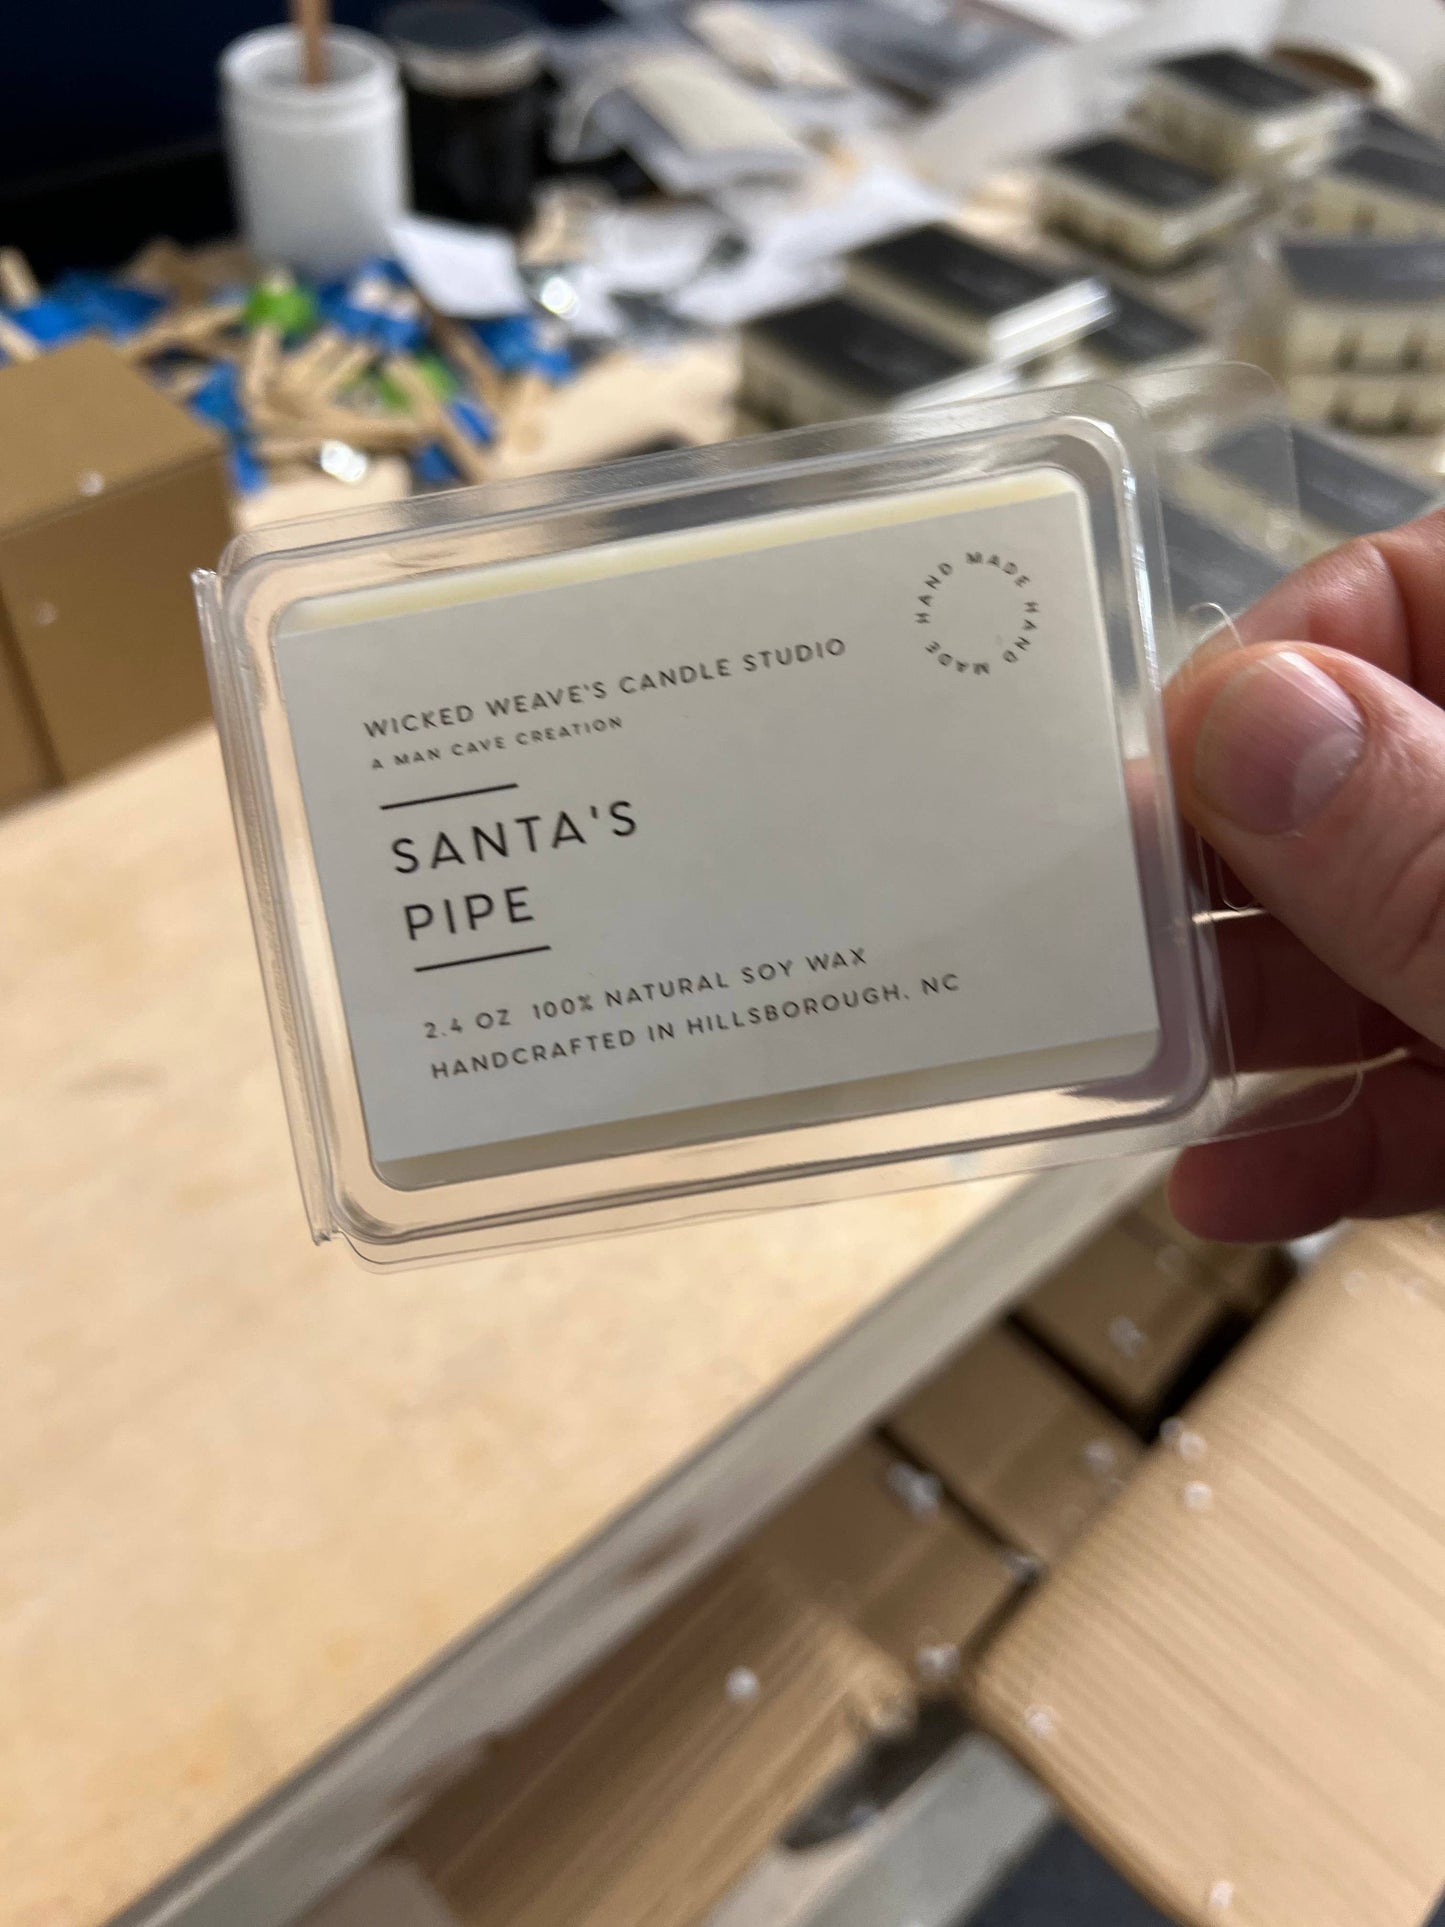 WICKED WEAVE'S CANDLE STUDIO
A MAN CAVE CREATION
SANTA'S
PIPE
2.4 OZ 100% NATURAL SOY WAX
HANDCRAFTED IN HILLSBOROUGH, NC
HAND MADE HAND MADE